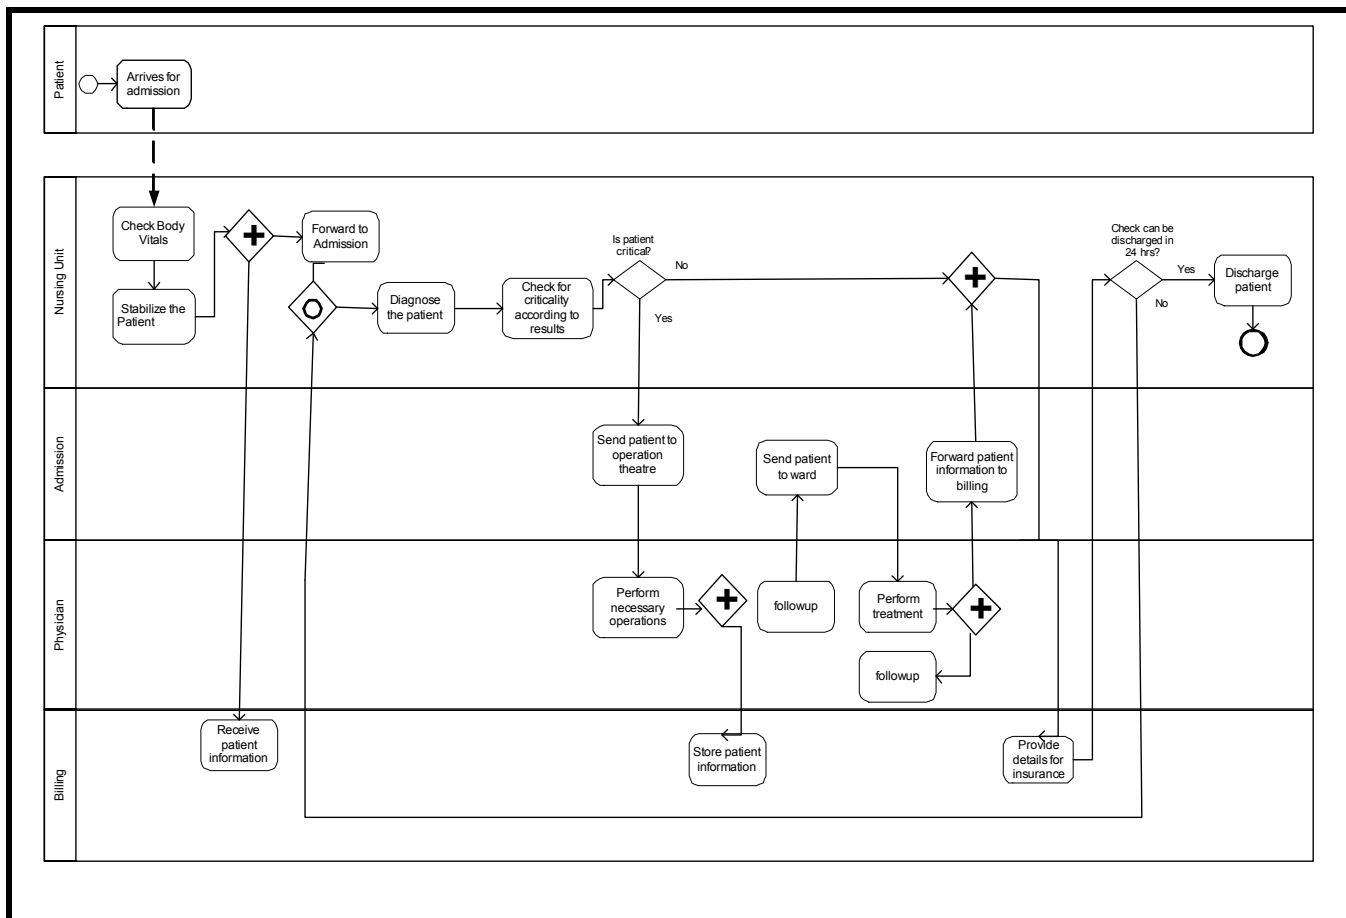 Patient
Arrives for
admission
Nursing Unit
Check Body
Vitals
Stabilize the
Patient
Forward to
Admission
Diagnose
the patient
Check for
criticality
according to
results
Is patient
critical?
No
Yes
Check can be
discharged in
24 hrs?
Yes
No
Discharge
patient
Admission
Send patient to
operation
theatre
Send patient
to ward
Forward patient
information to
billing
Physician
Perform
necessary
operations
followup
Perform
treatment
followup
Billing
Receive
patient
information
Store patient
information
Provide
details for
insurance